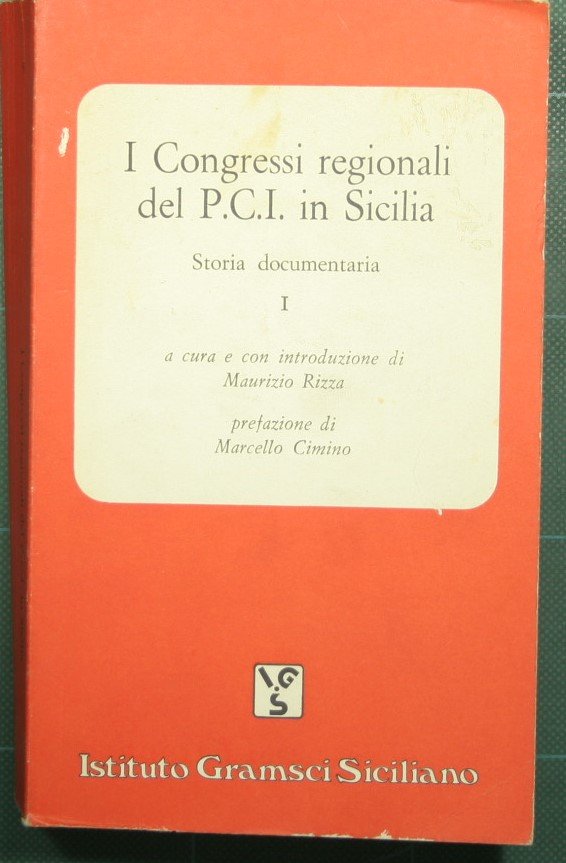 I Congressi regionali
del P.C.I. in Sicilia
Storia documentaria
I
a cura e con introduzione di
Maurizio Rizza
prefazione di
Marcello Cimino
I.G
S
Istituto Gramsci Siciliano